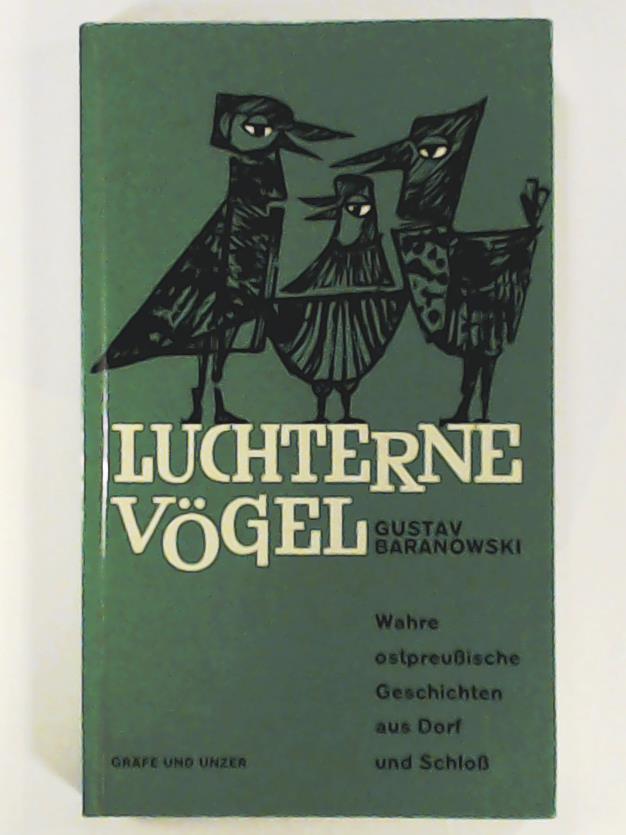 LUCHTERNE
VÖGEL
GUSTAV
BARANOWSKI
Wahre
ostpreußische
Geschichten
aus Dorf
und Schloß
GRÄFE UND UNZER